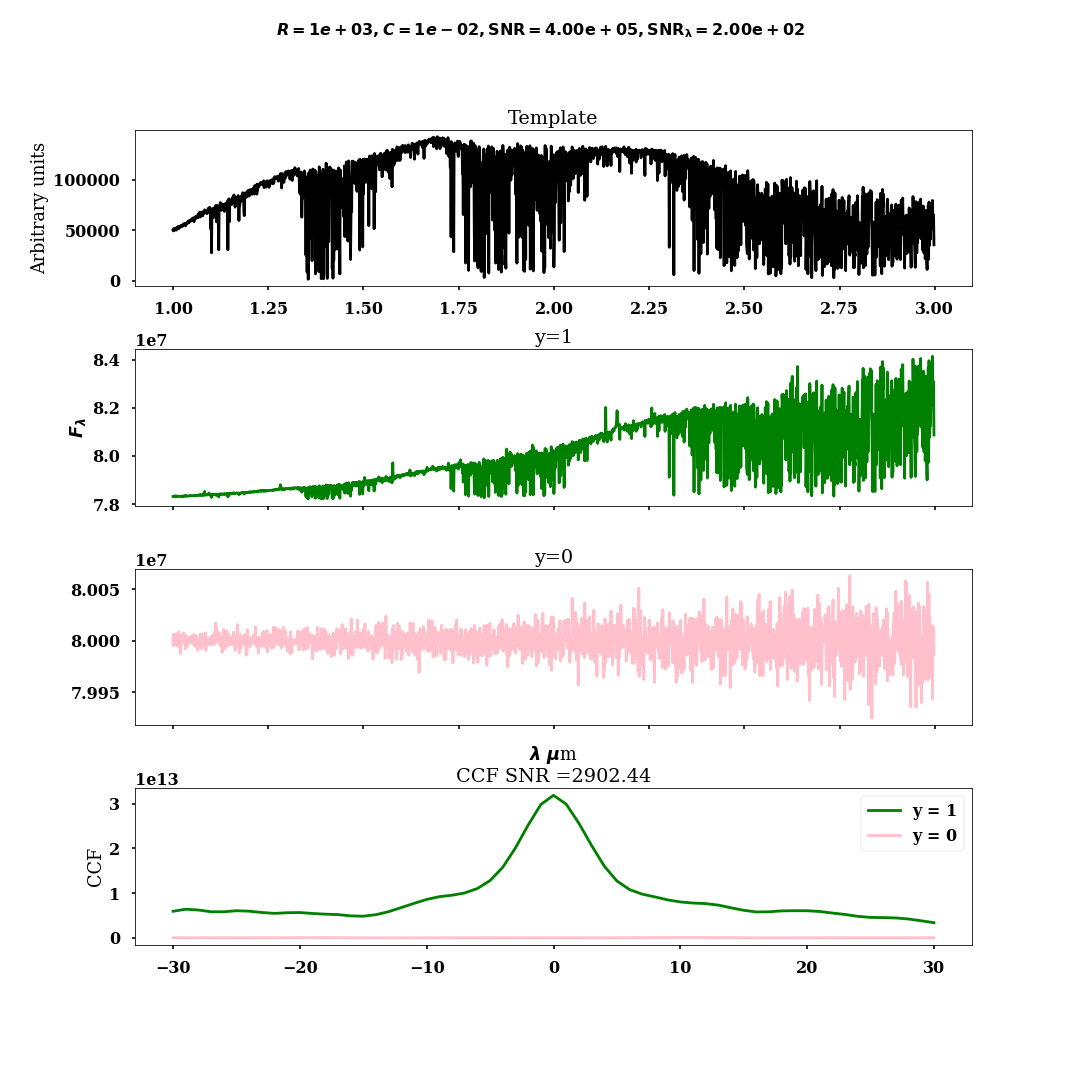 R = 1e + 03, C = 1e − 02, SNR = 4.00e + 05, SNRλ = 2.00e + 02
Template
Arbitrary units
100000
50000
0
1.00 1.25 1.50 1.75 2.00 2.25 2.50 2.75 3.00
1e7
y=1
Fλ
8.4
8.2
8.0
7.8
1e7
y=0
8.005
8.000
7.995
λ μm
1e13
CCF SNR =2902.44
CCF
3
2
1
0
y = 1
y = 0
−30 −20 −10 0 10 20 30